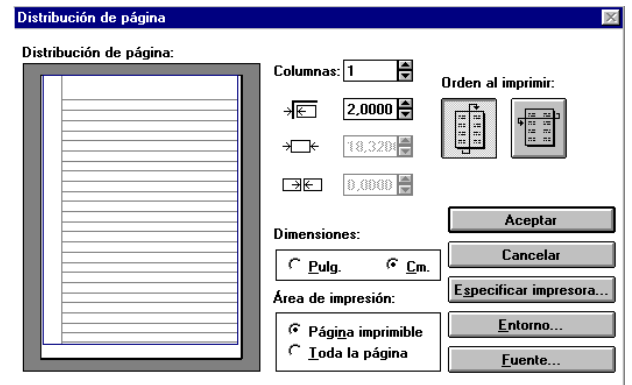 Distribución de página
Distribución de página:
Columnas: 1
2,0000
18,320
0,0000
Orden al imprimir:
Dimensiones:
Pulg.
Cm.
Área de impresión:
Página imprimible
Toda la página
Aceptar
Cancelar
Especificar impresora...
Entorno...
Fuente...